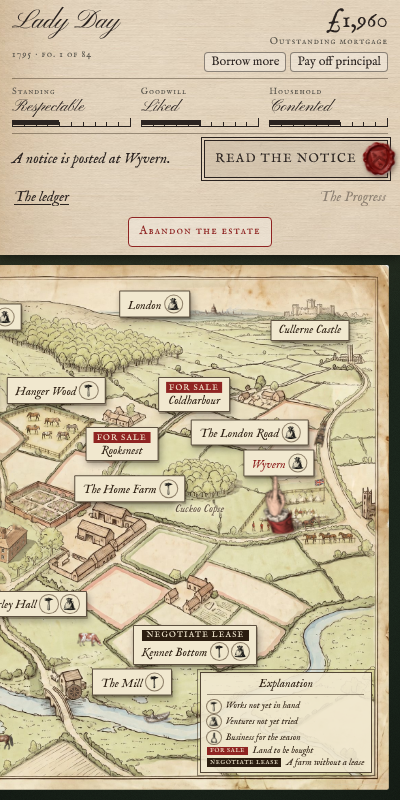 Lady Day
£1,960
Outstanding mortgage
1795 · fo. 1 of 84
Borrow more
Pay off principal
Standing
Goodwill
Household
Respectable
Liked
Contented
A notice is posted at Wyvern.
READ THE NOTICE
The ledger
The Progress
Abandon the estate
London
Cullerne Castle
Hanger Wood
FOR SALE
Coldharbour
The London Road
FOR SALE
Rooksnest
Wyvern
The Home Farm
Cuckoo Copse
ley Hall
NEGOTIATE LEASE
Kennet Bottom
The Mill
Explanation
Works not yet in hand
Ventures not yet tried
Business for the season
FOR SALE Land to be bought
NEGOTIATE LEASE A farm without a lease